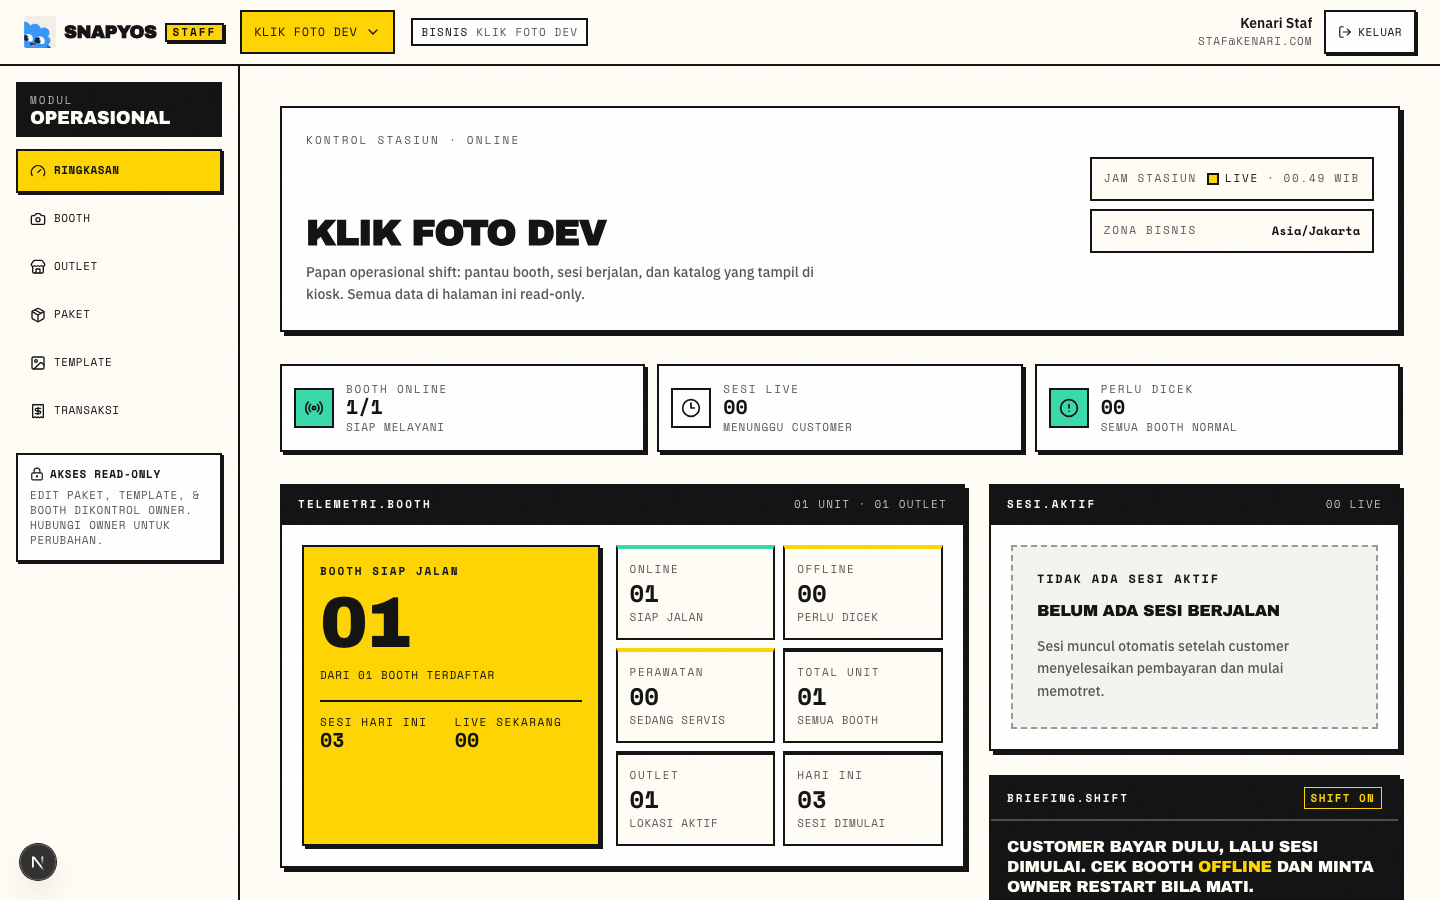 SNAPYOS STAFF
KLIK FOTO DEV
BISNIS KLIK FOTO DEV
Kenari Staf
STAF@KENARI.COM
KELUAR
MODUL
OPERASIONAL
RINGKASAN
BOOTH
OUTLET
PAKET
TEMPLATE
TRANSAKSI
AKSES READ-ONLY
EDIT PAKET, TEMPLATE, &
BOOTH DIKONTROL OWNER.
HUBUNGI OWNER UNTUK
PERUBAHAN.
N
KONTROL STASIUN · ONLINE
KLIK FOTO DEV
Papan operasional shift: pantau booth, sesi berjalan, dan katalog yang tampil di
kiosk. Semua data di halaman ini read-only.
JAM STASIUN LIVE · 00.49 WIB
ZONA BISNIS Asia/Jakarta
BOOTH ONLINE
1/1
SIAP MELAYANI
SESI LIVE
00
MENUNGGU CUSTOMER
PERLU DICEK
00
SEMUA BOOTH NORMAL
TELEMETRI.BOOTH 01 UNIT · 01 OUTLET
BOOTH SIAP JALAN
01
DARI 01 BOOTH TERDAFTAR
SESI HARI INI
03
LIVE SEKARANG
00
ONLINE
01
SIAP JALAN
OFFLINE
00
PERLU DICEK
PERAWATAN
00
SEDANG SERVIS
TOTAL UNIT
01
SEMUA BOOTH
OUTLET
01
LOKASI AKTIF
HARI INI
03
SESI DIMULAI
SESI.AKTIF 00 LIVE
TIDAK ADA SESI AKTIF
BELUM ADA SESI BERJALAN
Sesi muncul otomatis setelah customer
menyelesaikan pembayaran dan mulai
memotret.
BRIEFING.SHIFT SHIFT ON
CUSTOMER BAYAR DULU, LALU SESI
DIMULAI. CEK BOOTH OFFLINE DAN MINTA
OWNER RESTART BILA MATI.